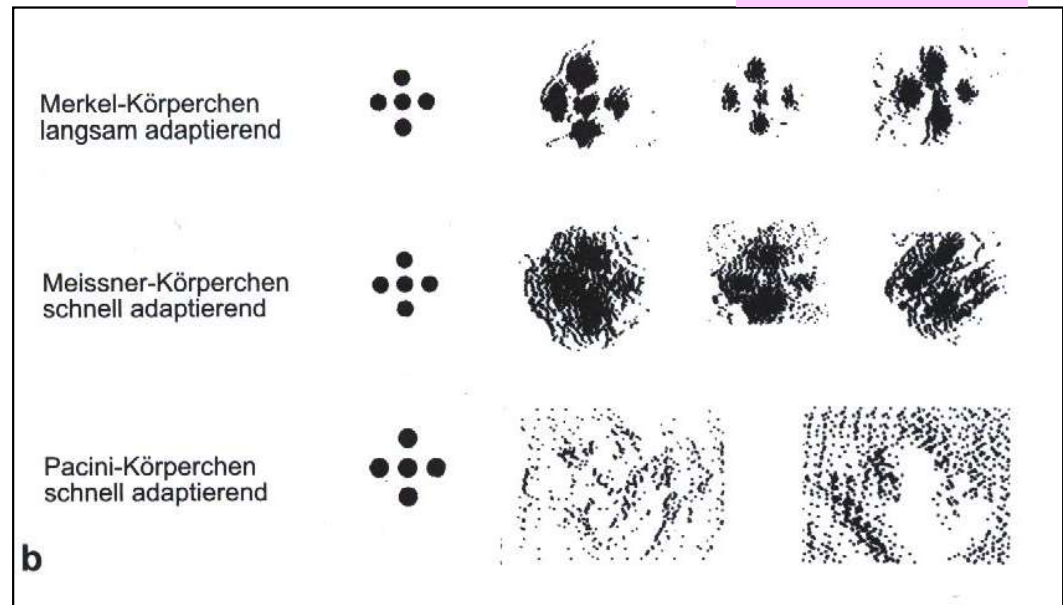 Merkel-Körperchen
langsam adaptierend
Meissner-Körperchen
schnell adaptierend
Pacini-Körperchen
schnell adaptierend
b